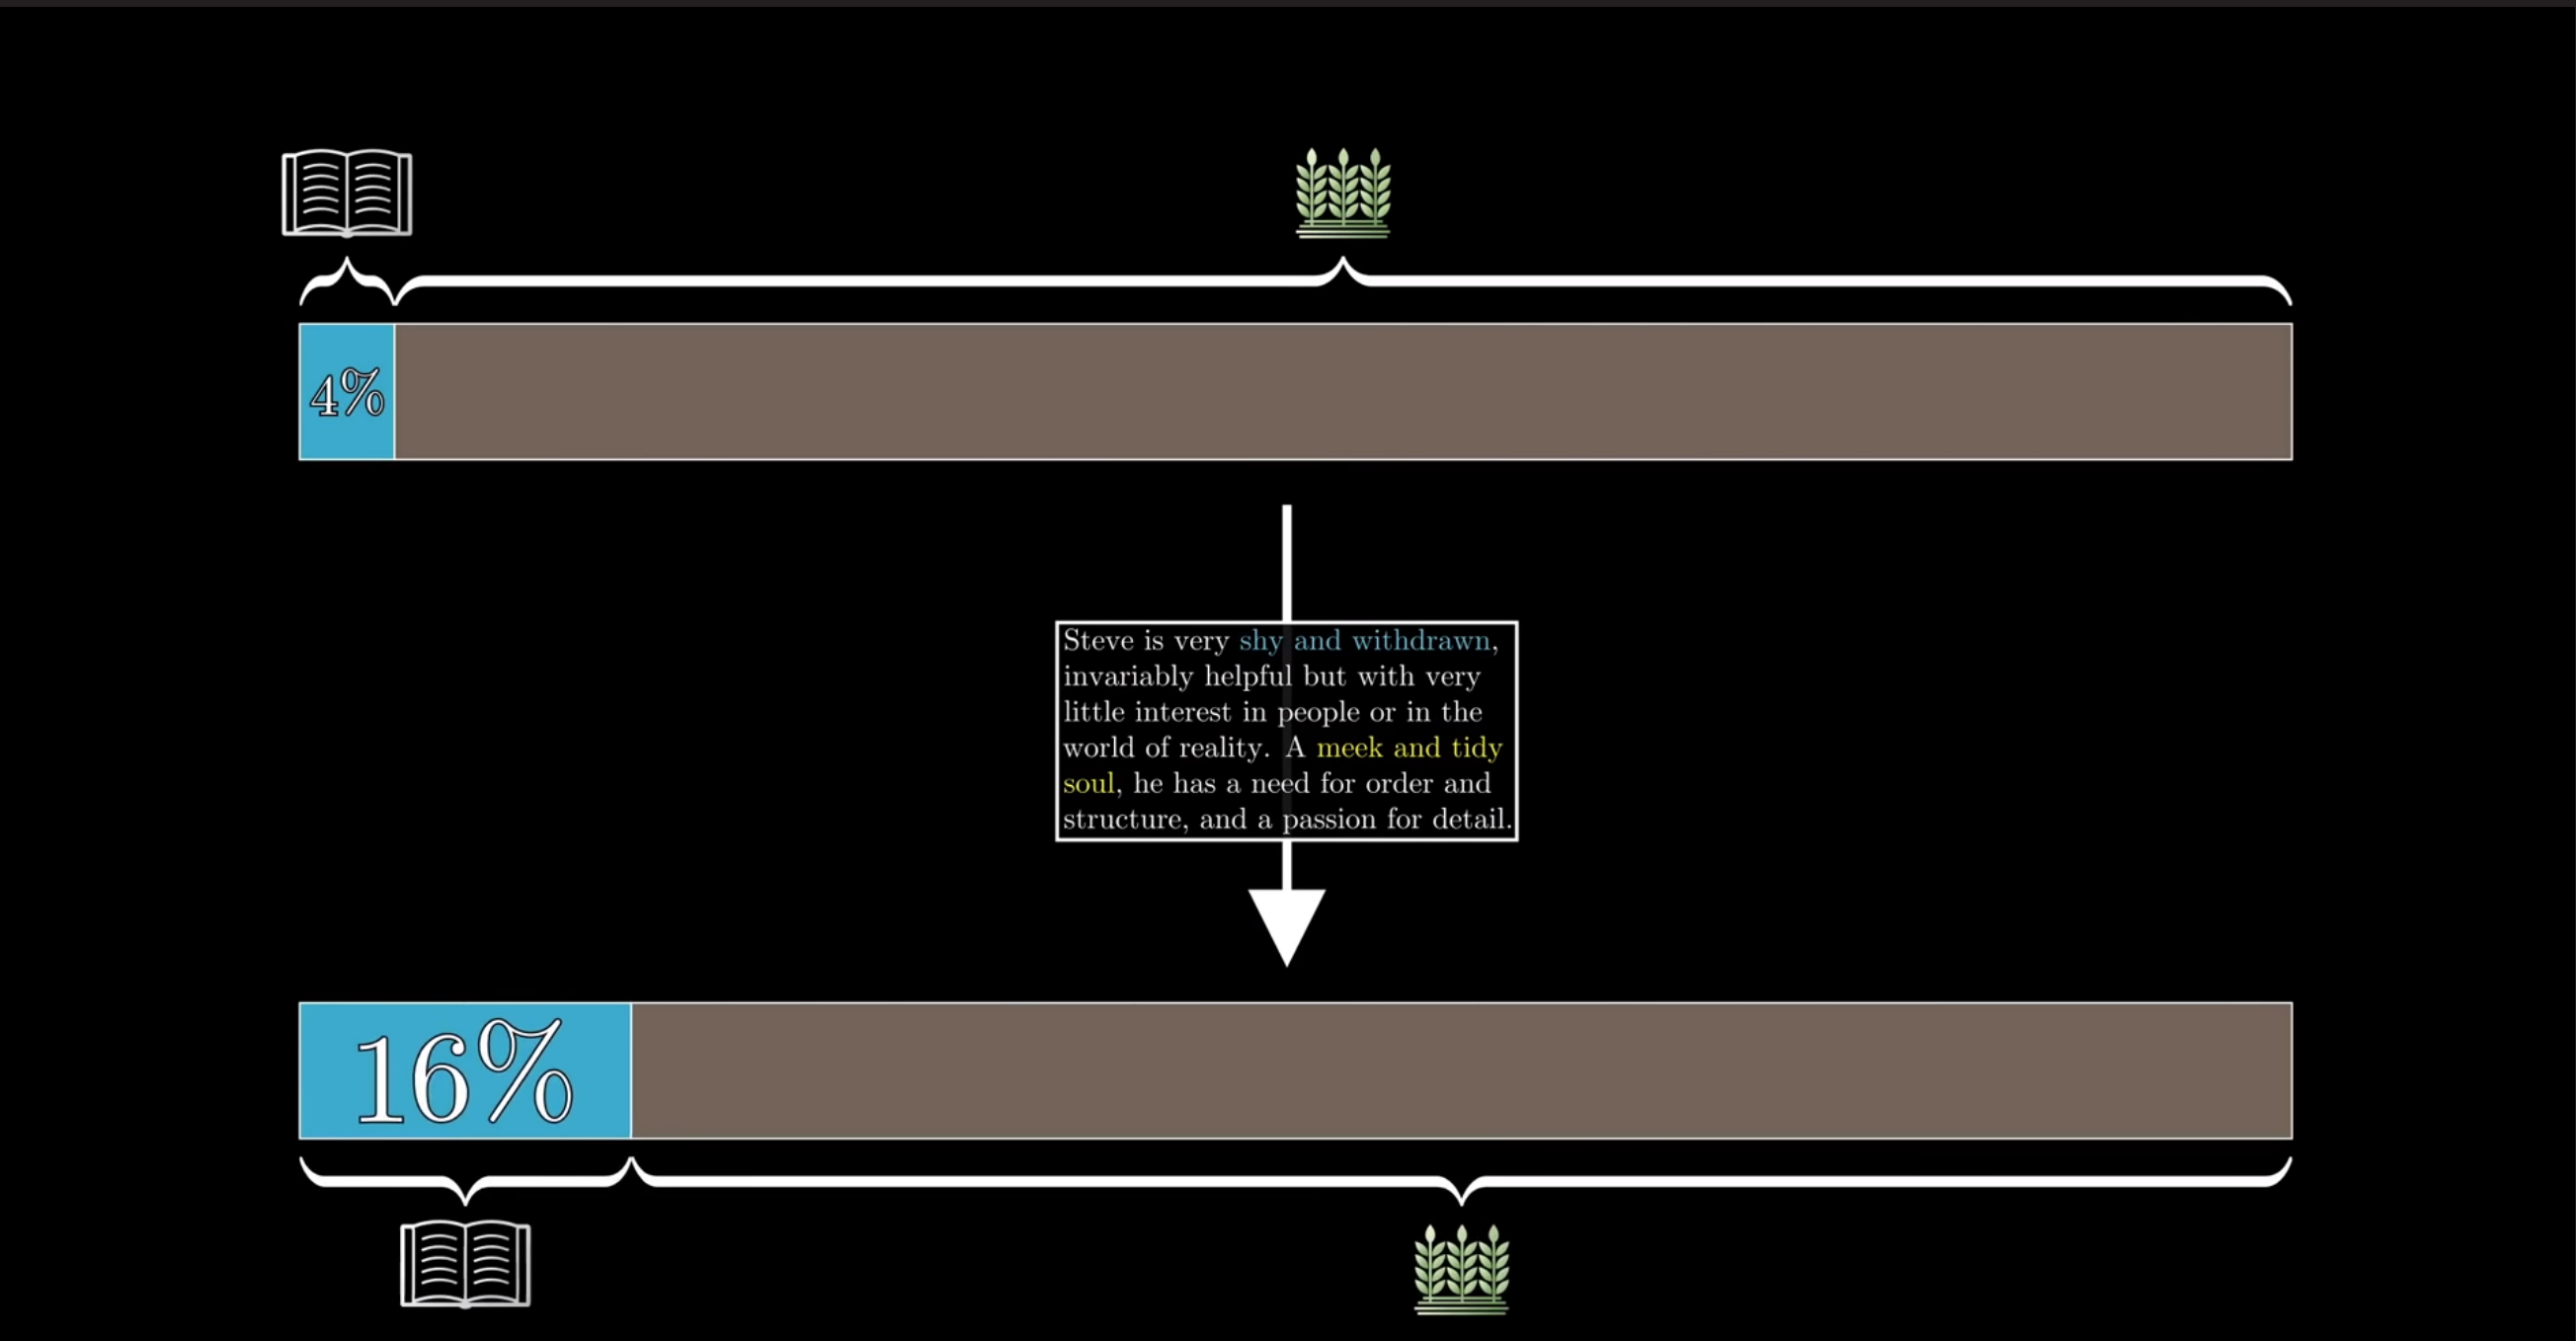 4%
Steve is very shy and withdrawn,
invariably helpful but with very
little interest in people or in the
world of reality. A meek and tidy
soul, he has a need for order and
structure, and a passion for detail.
16%